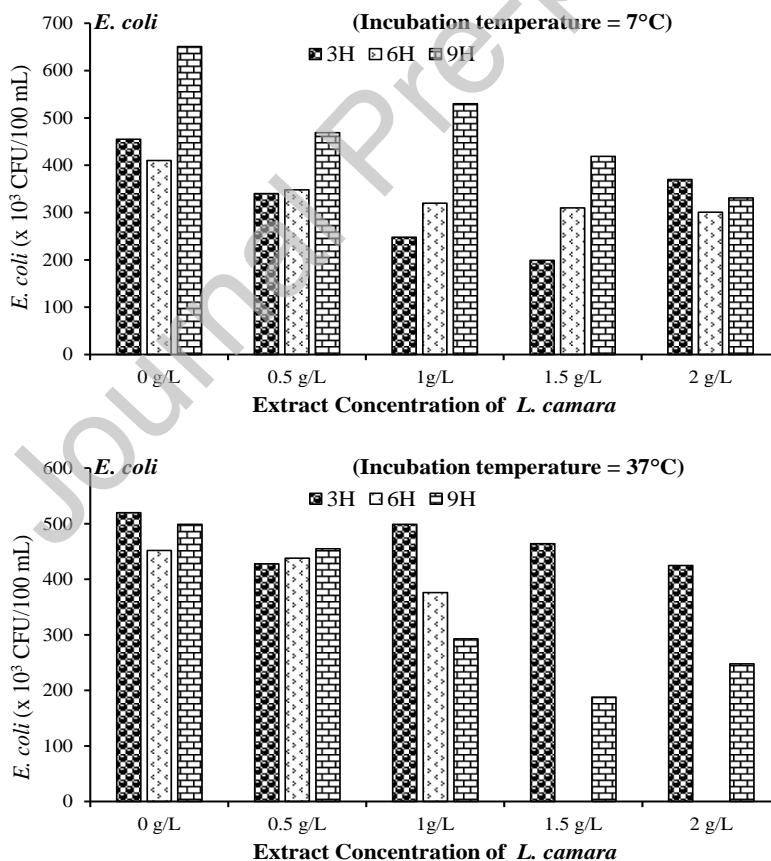 E. coli (Incubation temperature = 7°C)
3H 6H 9H
E. coli (x 10³ CFU/100 mL)
700
600
500
400
300
200
100
0
0 g/L 0.5 g/L 1g/L 1.5 g/L 2 g/L
Extract Concentration of L. camara
E. coli (Incubation temperature = 37°C)
3H 6H 9H
E. coli (x 10³ CFU/100 mL)
600
500
400
300
200
100
0
0 g/L 0.5 g/L 1g/L 1.5 g/L 2 g/L
Extract Concentration of L. camara
Journal Pre-p